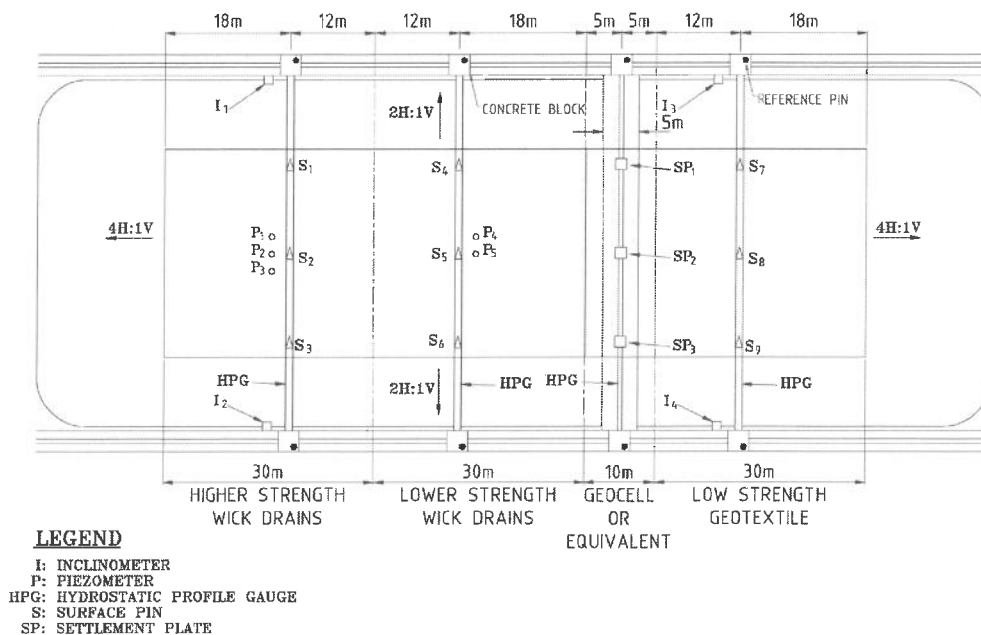 18m 12m 12m 18m 5m 5m 12m 18m
I1 2H:1V CONCRETE BLOCK I3 REFERENCE PIN
5m
S1 S4 SP1 S7
4H:1V P1 P4 4H:1V
P2 S2 S5 P5 SP2 S8
P3
S3 S6 SP3 S9
HPG 2H:1V HPG HPG HPG
I2 I4
30m 30m 10m 30m
HIGHER STRENGTH LOWER STRENGTH GEOCELL LOW STRENGTH
WICK DRAINS WICK DRAINS OR GEOTEXTILE
EQUIVALENT
LEGEND
I: INCLINOMETER
P: PIEZOMETER
HPG: HYDROSTATIC PROFILE GAUGE
S: SURFACE PIN
SP: SETTLEMENT PLATE